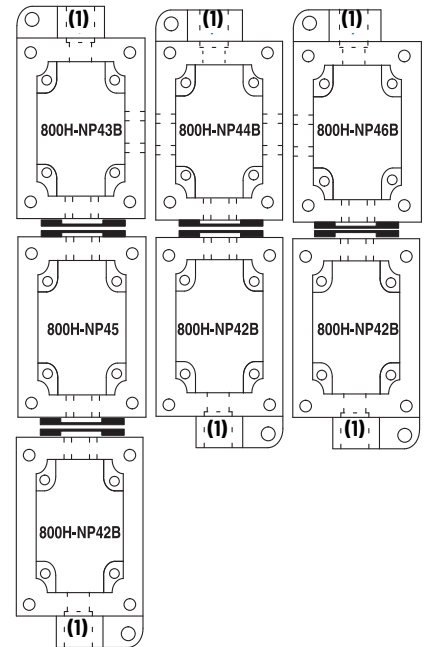 (1) (1) (1)
800H-NP43B 800H-NP44B 800H-NP46B
800H-NP45 800H-NP42B 800H-NP42B
(1) (1)
800H-NP42B
(1)